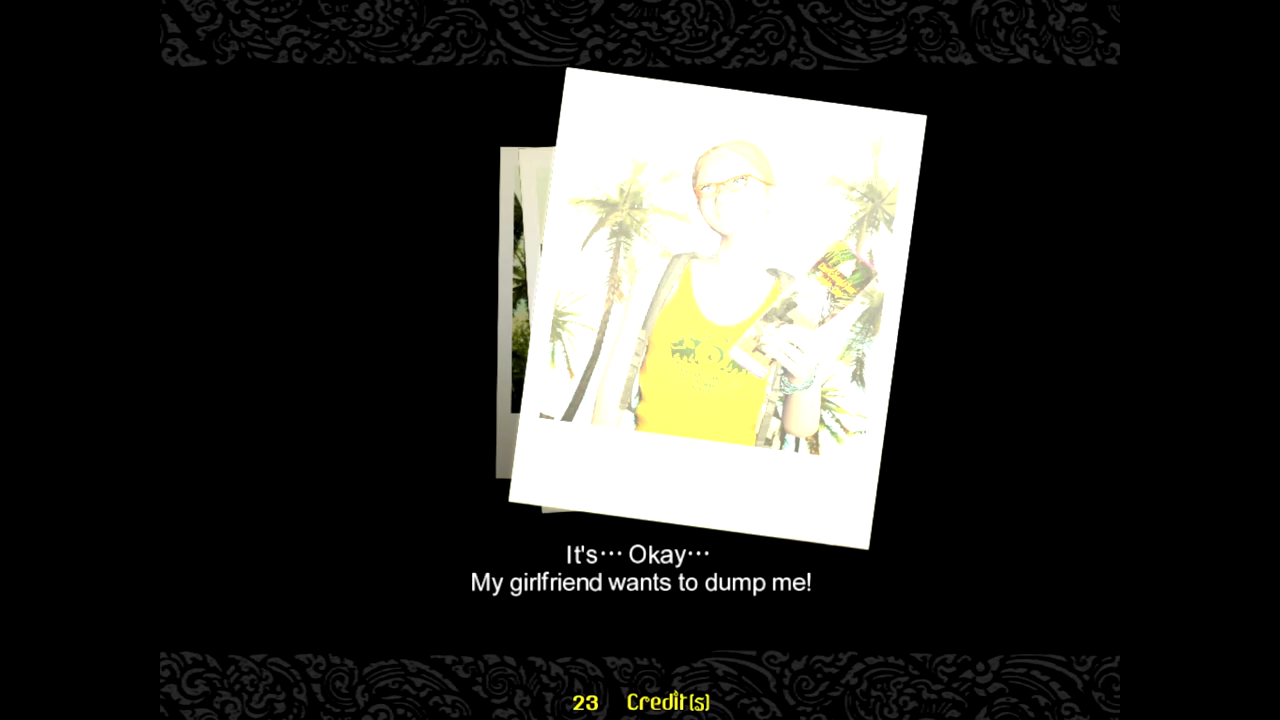 It's··· Okay···
My girlfriend wants to dump me!
23 Credit(s)